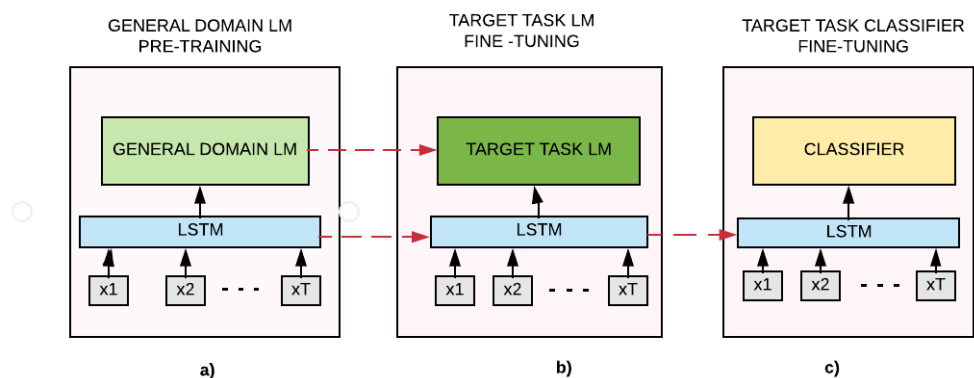 GENERAL DOMAIN LM
PRE-TRAINING
TARGET TASK LM
FINE -TUNING
TARGET TASK CLASSIFIER
FINE-TUNING
GENERAL DOMAIN LM
TARGET TASK LM
CLASSIFIER
LSTM
LSTM
LSTM
x1
x2
- - -
xT
x1
x2
- - - -
xT
x1
x2
- - - -
xT
a)
b)
c)